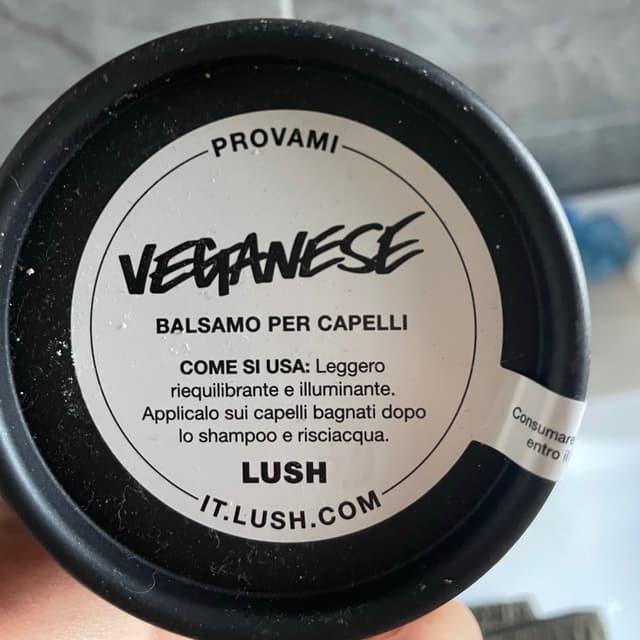 PROVAMI
VEGANESE
BALSAMO PER CAPELLI
COME SI USA: Leggero
riequilibrante e illuminante.
Applicalo sui capelli bagnati dopo
lo shampoo e risciacqua.
LUSH
IT.LUSH.COM
Consumare
entro il